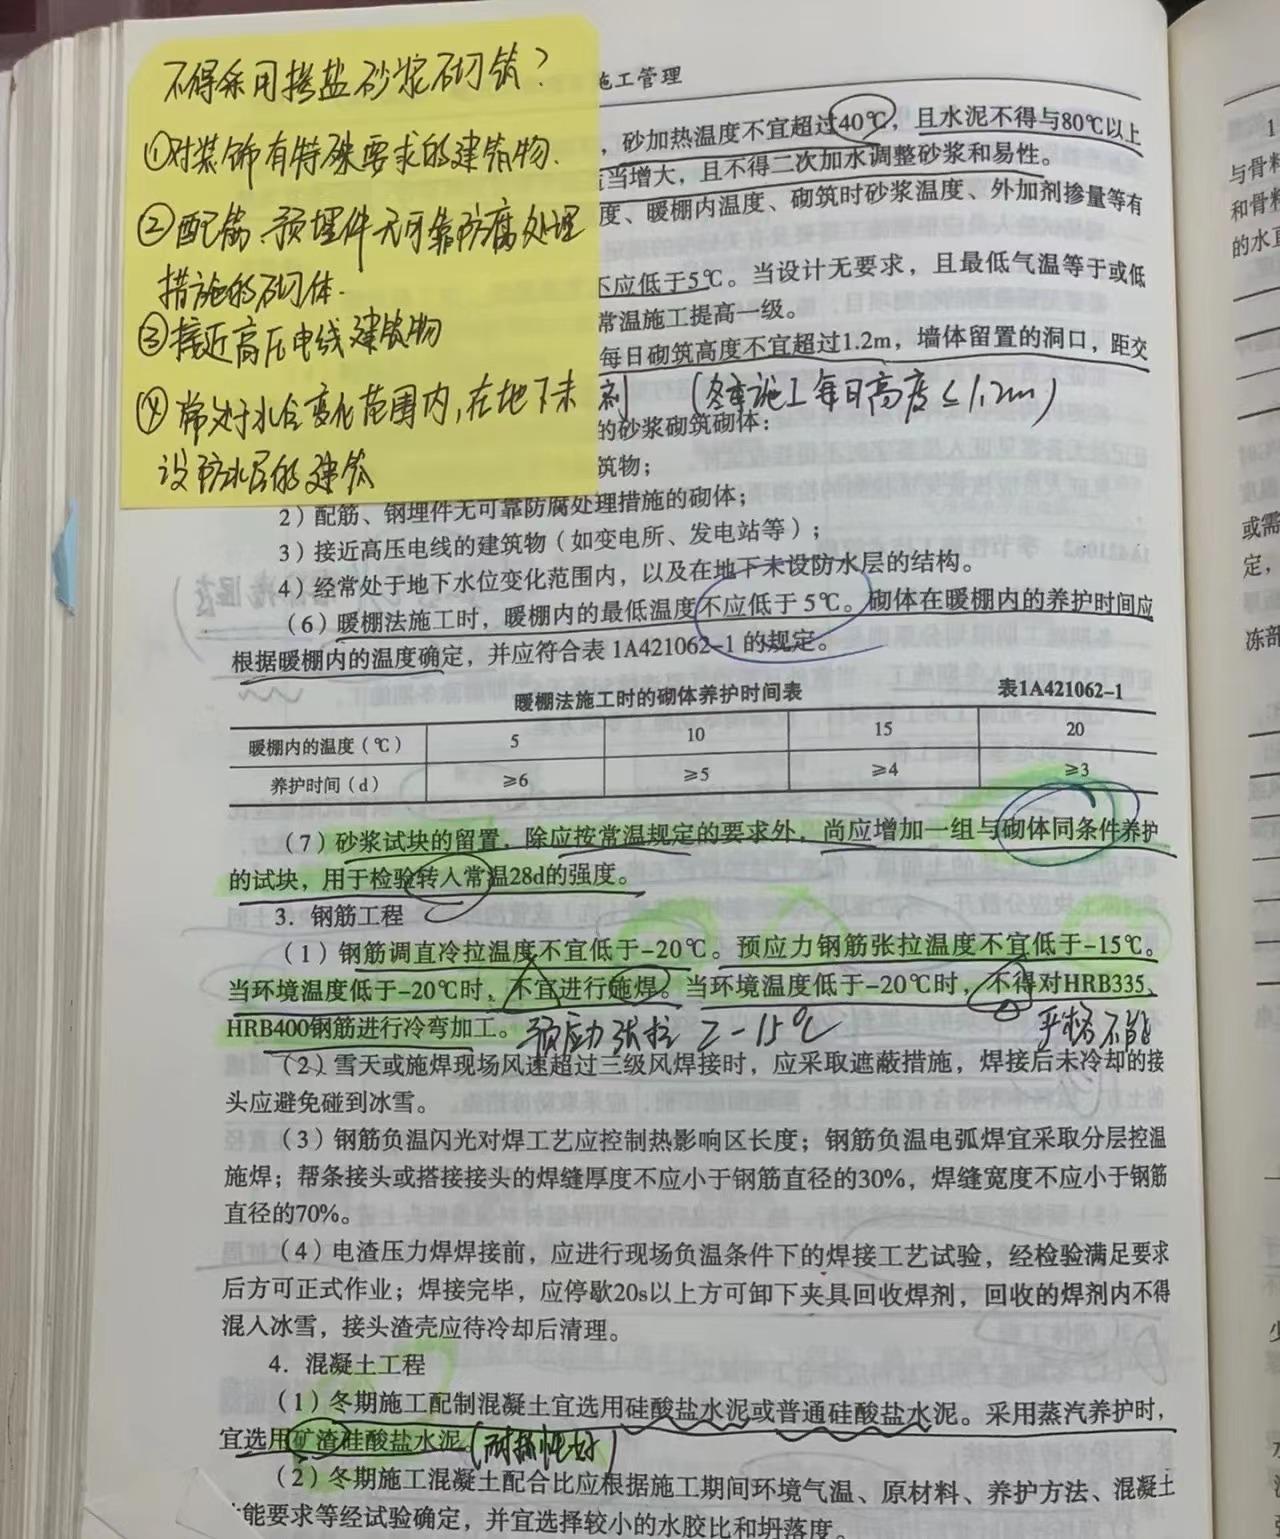 不得采用掺盐砂浆砌筑?
①对装饰有特殊要求的建筑物.
②配筋、预埋件无可靠防腐处理
措施的砌体.
③接近高压电线建筑物
④常处水位变化范围内,在地下未
设防水层的建筑
施工管理
,砂加热温度不宜超过40℃,且水泥不得与80℃以上
当增大,且不得二次加水调整砂浆和易性。
度、暖棚内温度、砌筑时砂浆温度、外加剂掺量等有
不应低于5℃。当设计无要求,且最低气温等于或低
常温施工提高一级。
每日砌筑高度不宜超过1.2m,墙体留置的洞口,距交
剂 (冬季施工每日高度≤1.2m)
的砂浆砌筑砌体:
筑物;
2)配筋、钢埋件无可靠防腐处理措施的砌体;
3)接近高压电线的建筑物(如变电所、发电站等);
4)经常处于地下水位变化范围内,以及在地下未设防水层的结构。
(6)暖棚法施工时,暖棚内的最低温度不应低于5℃。砌体在暖棚内的养护时间应
根据暖棚内的温度确定,并应符合表1A421062-1的规定。
暖棚法施工时的砌体养护时间表 表1A421062-1
暖棚内的温度(℃) 5 10 15 20
养护时间(d) ≥6 ≥5 ≥4 ≥3
(7)砂浆试块的留置,除应按常温规定的要求外,尚应增加一组与砌体同条件养护
的试块,用于检验转入常温28d的强度。
3.钢筋工程
(1)钢筋调直冷拉温度不宜低于-20℃。预应力钢筋张拉温度不宜低于-15℃。
当环境温度低于-20℃时,不宜进行施焊。当环境温度低于-20℃时,不得对HRB335、
HRB400钢筋进行冷弯加工。预应力张拉≥-15℃ 严格不能
(2)雪天或施焊现场风速超过三级风焊接时,应采取遮蔽措施,焊接后未冷却的接
头应避免碰到冰雪。
(3)钢筋负温闪光对焊工艺应控制热影响区长度;钢筋负温电弧焊宜采取分层控温
施焊;帮条接头或搭接接头的焊缝厚度不应小于钢筋直径的30%,焊缝宽度不应小于钢筋
直径的70%。
(4)电渣压力焊焊接前,应进行现场负温条件下的焊接工艺试验,经检验满足要求
后方可正式作业;焊接完毕,应停歇20s以上方可卸下夹具回收焊剂,回收的焊剂内不得
混入冰雪,接头渣壳应待冷却后清理。
4.混凝土工程
(1)冬期施工配制混凝土宜选用硅酸盐水泥或普通硅酸盐水泥。采用蒸汽养护时,
宜选用矿渣硅酸盐水泥(耐热性好)
(2)冬期施工混凝土配合比应根据施工期间环境气温、原材料、养护方法、混凝土
能要求等经试验确定,并宜选择较小的水胶比和坍落度。
与骨料
和骨料
的水
或需
定,
冻部